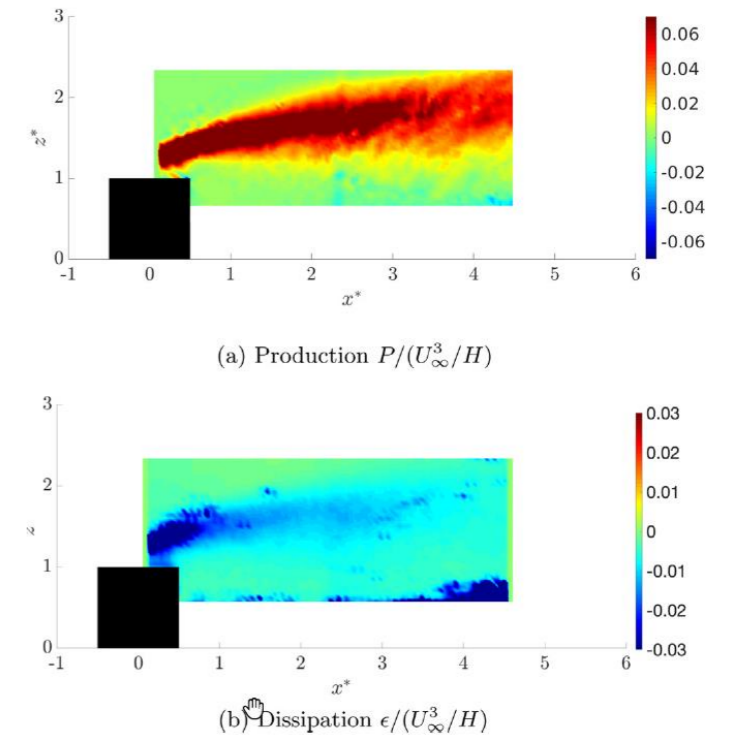 3
2
1
0
z*
-1 0 1 2 3 4 5 6
x*
0.06
0.04
0.02
0
-0.02
-0.04
-0.06
(a) Production P/(U³∞/H)
3
2
1
0
z
-1 0 1 2 3 4 5 6
x*
0.03
0.02
0.01
0
-0.01
-0.02
-0.03
(b) Dissipation ϵ/(U³∞/H)